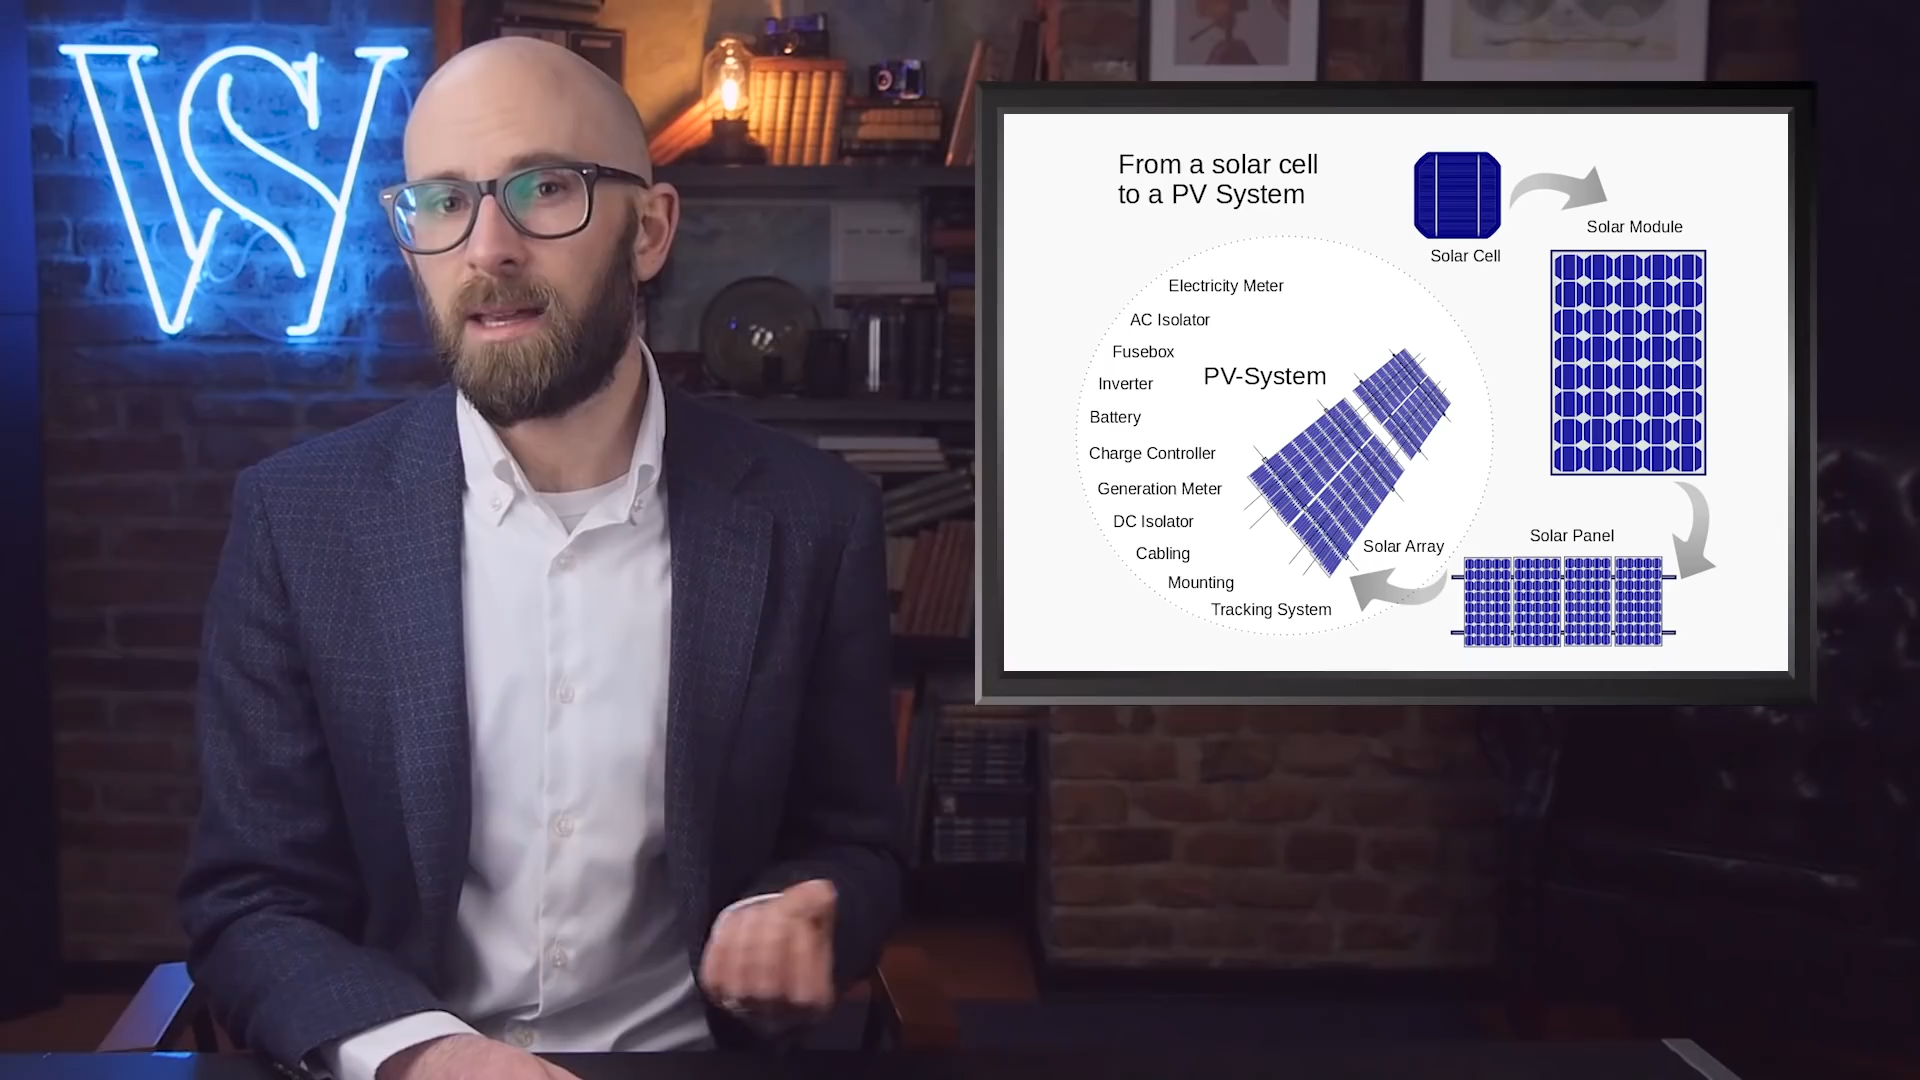 WS
From a solar cell
to a PV System
Solar Cell
Solar Module
Electricity Meter
AC Isolator
Fusebox
Inverter
PV-System
Battery
Charge Controller
Generation Meter
DC Isolator
Cabling
Mounting
Tracking System
Solar Array
Solar Panel